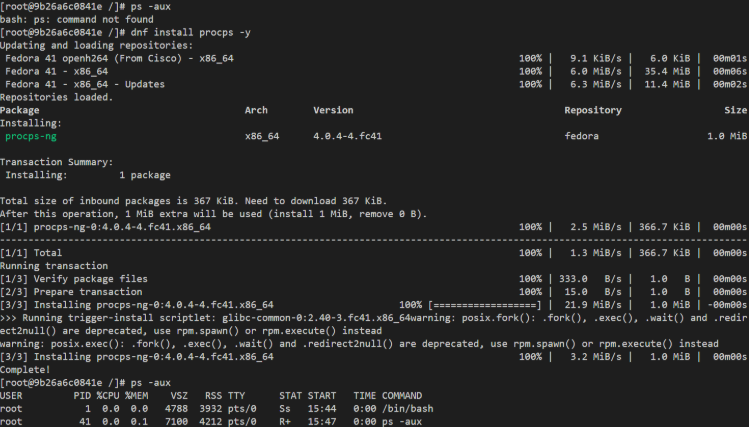 [root@9b26a6c0841e /]# ps -aux
bash: ps: command not found
[root@9b26a6c0841e /]# dnf install procps -y
Updating and loading repositories:
 Fedora 41 openh264 (From Cisco) - x86_64 100% | 9.1 KiB/s | 6.0 KiB | 00m01s
 Fedora 41 - x86_64 100% | 6.0 MiB/s | 35.4 MiB | 00m06s
 Fedora 41 - x86_64 - Updates 100% | 6.3 MiB/s | 11.4 MiB | 00m02s
Repositories loaded.
Package Arch Version Repository Size
Installing:
 procps-ng x86_64 4.0.4-4.fc41 fedora 1.0 MiB
Transaction Summary:
 Installing: 1 package
Total size of inbound packages is 367 KiB. Need to download 367 KiB.
After this operation, 1 MiB extra will be used (install 1 MiB, remove 0 B).
[1/1] procps-ng-0:4.0.4-4.fc41.x86_64 100% | 2.5 MiB/s | 366.7 KiB | 00m00s
--------------------------------------------------------------------------------
[1/1] Total 100% | 1.3 MiB/s | 366.7 KiB | 00m00s
Running transaction
[1/3] Verify package files 100% | 333.0 B/s | 1.0 B | 00m00s
[2/3] Prepare transaction 100% | 15.0 B/s | 1.0 B | 00m00s
[3/3] Installing procps-ng-0:4.0.4-4.fc41.x86_64 100% [==================] | 21.9 MiB/s | 1.0 MiB | -00m00s
>>> Running trigger-install scriptlet: glibc-common-0:2.40-3.fc41.x86_64warning: posix.fork(): .fork(), .exec(), .wait() and .redir
ect2null() are deprecated, use rpm.spawn() or rpm.execute() instead
warning: posix.exec(): .fork(), .exec(), .wait() and .redirect2null() are deprecated, use rpm.spawn() or rpm.execute() instead
[3/3] Installing procps-ng-0:4.0.4-4.fc41.x86_64 100% | 3.2 MiB/s | 1.0 MiB | 00m00s
Complete!
[root@9b26a6c0841e /]# ps -aux
USER PID %CPU %MEM VSZ RSS TTY STAT START TIME COMMAND
root 1 0.0 0.0 4788 3932 pts/0 Ss 15:44 0:00 /bin/bash
root 41 0.0 0.1 7100 4212 pts/0 R+ 15:47 0:00 ps -aux